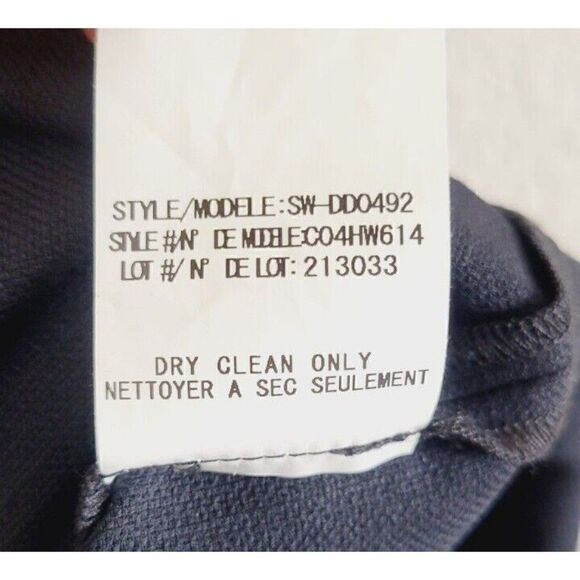 STYLE/MODELE:SW-DD0492
STYLE #/N° DE MODELE:C04HW614
LOT #/ N° DE LOT: 213033
DRY CLEAN ONLY
NETTOYER A SEC SEULEMENT